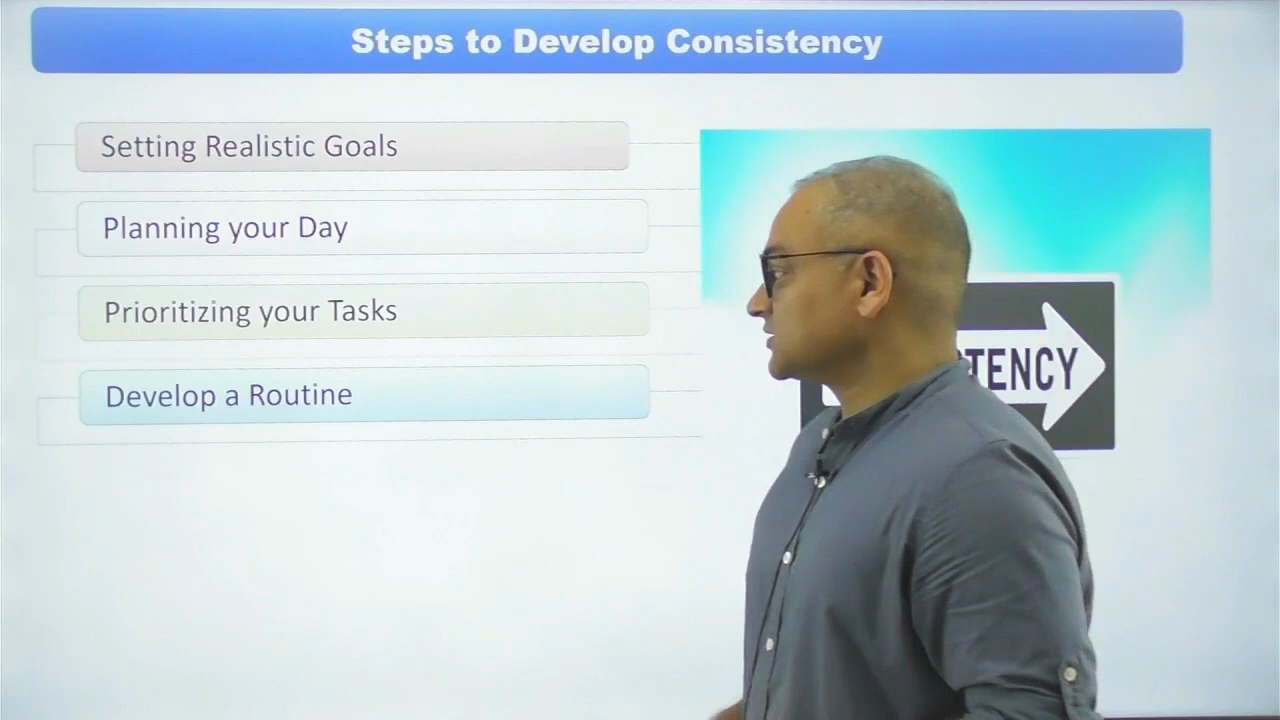 Steps to Develop Consistency
Setting Realistic Goals
Planning your Day
Prioritizing your Tasks
Develop a Routine
TENCY